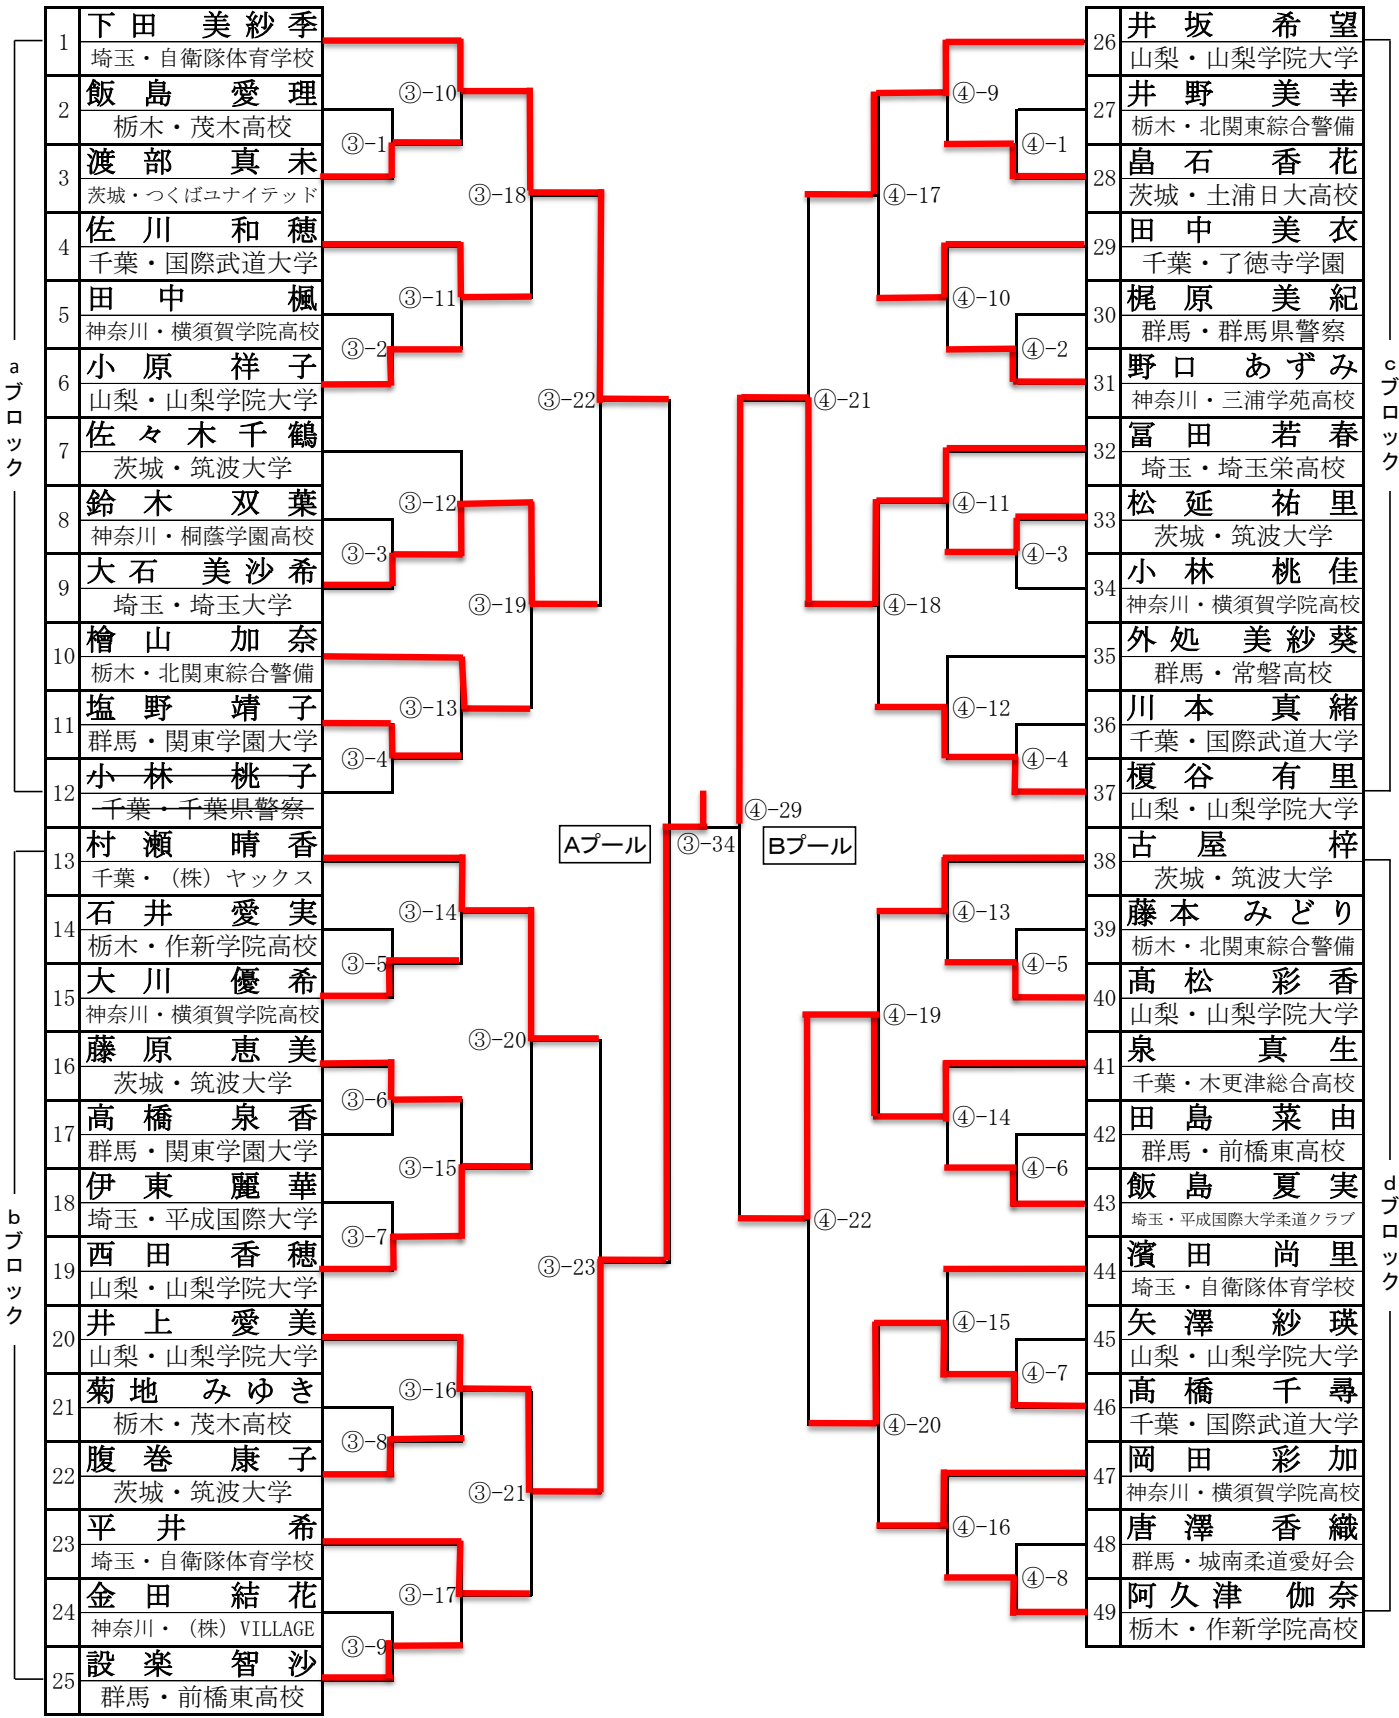 aブロック
1
下田 美紗季
埼玉・自衛隊体育学校
2
飯島 愛理
栃木・茂木高校
3
渡部 真未
茨城・つくばユナイテッド
4
佐川 和穂
千葉・国際武道大学
5
田中 楓
神奈川・横須賀学院高校
6
小原 祥子
山梨・山梨学院大学
7
佐々木千鶴
茨城・筑波大学
8
鈴木 双葉
神奈川・桐蔭学園高校
9
大石 美沙希
埼玉・埼玉大学
10
檜山 加奈
栃木・北関東綜合警備
11
塩野 靖子
群馬・関東学園大学
12
小林 桃子
千葉・千葉県警察
bブロック
13
村瀬 晴香
千葉・（株）ヤックス
14
石井 愛実
栃木・作新学院高校
15
大川 優希
神奈川・横須賀学院高校
16
藤原 恵美
茨城・筑波大学
17
高橋 泉香
群馬・関東学園大学
18
伊東 麗華
埼玉・平成国際大学
19
西田 香穂
山梨・山梨学院大学
20
井上 愛美
山梨・山梨学院大学
21
菊地 みゆき
栃木・茂木高校
22
腹巻 康子
茨城・筑波大学
23
平井 希
埼玉・自衛隊体育学校
24
金田 結花
神奈川・（株）VILLAGE
25
設楽 智沙
群馬・前橋東高校
③-1
③-2
③-3
③-4
③-5
③-6
③-7
③-8
③-9
③-10
③-11
③-12
③-13
③-14
③-15
③-16
③-17
③-18
③-19
③-20
③-21
③-22
③-23
Aプール
③-34
④-29
Bプール
④-21
④-22
④-17
④-18
④-19
④-20
④-9
④-10
④-11
④-12
④-13
④-14
④-15
④-16
④-1
④-2
④-3
④-4
④-5
④-6
④-7
④-8
26
井坂 希望
山梨・山梨学院大学
27
井野 美幸
栃木・北関東綜合警備
28
畠石 香花
茨城・土浦日大高校
29
田中 美衣
千葉・了徳寺学園
30
梶原 美紀
群馬・群馬県警察
31
野口 あずみ
神奈川・三浦学苑高校
32
冨田 若春
埼玉・埼玉栄高校
33
松延 祐里
茨城・筑波大学
34
小林 桃佳
神奈川・横須賀学院高校
35
外処 美紗葵
群馬・常磐高校
36
川本 真緒
千葉・国際武道大学
37
榎谷 有里
山梨・山梨学院大学
cブロック
38
古屋 梓
茨城・筑波大学
39
藤本 みどり
栃木・北関東綜合警備
40
髙松 彩香
山梨・山梨学院大学
41
泉 真生
千葉・木更津総合高校
42
田島 菜由
群馬・前橋東高校
43
飯島 夏実
埼玉・平成国際大学柔道クラブ
44
濱田 尚里
埼玉・自衛隊体育学校
45
矢澤 紗瑛
山梨・山梨学院大学
46
髙橋 千尋
千葉・国際武道大学
47
岡田 彩加
神奈川・横須賀学院高校
48
唐澤 香織
群馬・城南柔道愛好会
49
阿久津 伽奈
栃木・作新学院高校
dブロック